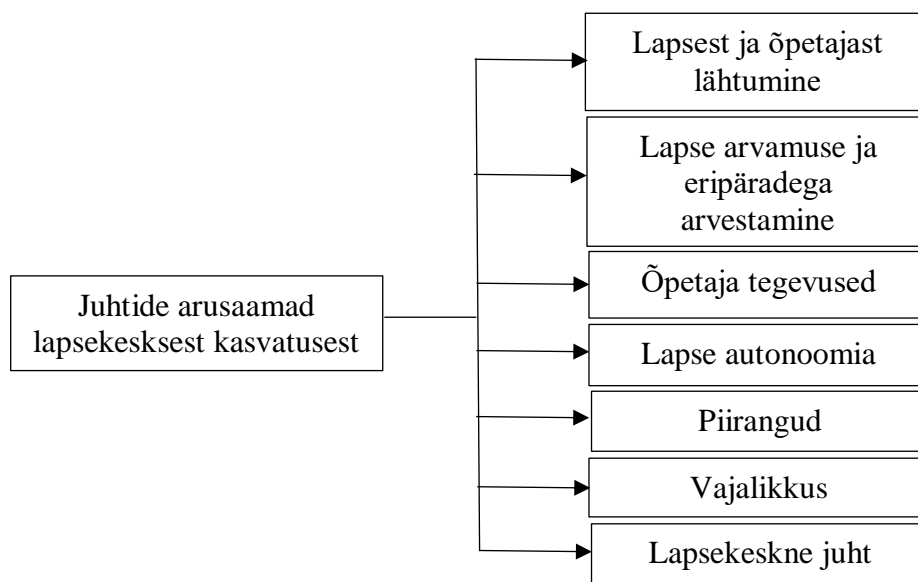 Lapsest ja õpetajast
lähtumine
Lapse arvamuse ja
eripäradega
arvestamine
Juhtide arusaamad
lapsekesksest kasvatusest
Õpetaja tegevused
Lapse autonoomia
Piirangud
Vajalikkus
Lapsekeskne juht